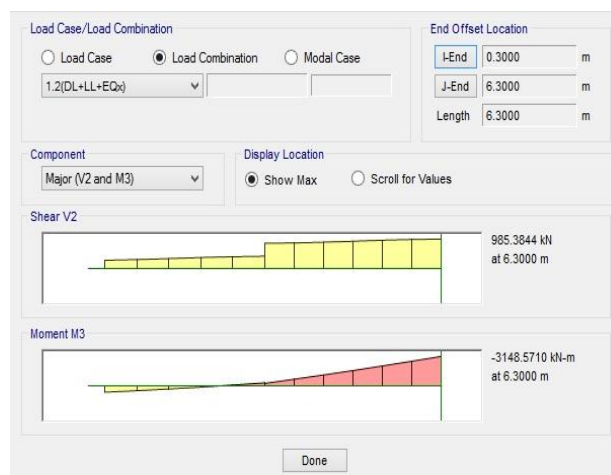 Load Case/Load Combination
Load Case Load Combination Modal Case
1.2(DL+LL+EQx)
End Offset Location
I-End 0.3000 m
J-End 6.3000 m
Length 6.3000 m
Component
Major (V2 and M3)
Display Location
Show Max Scroll for Values
Shear V2
985.3844 kN
at 6.3000 m
Moment M3
-3148.5710 kN-m
at 6.3000 m
Done